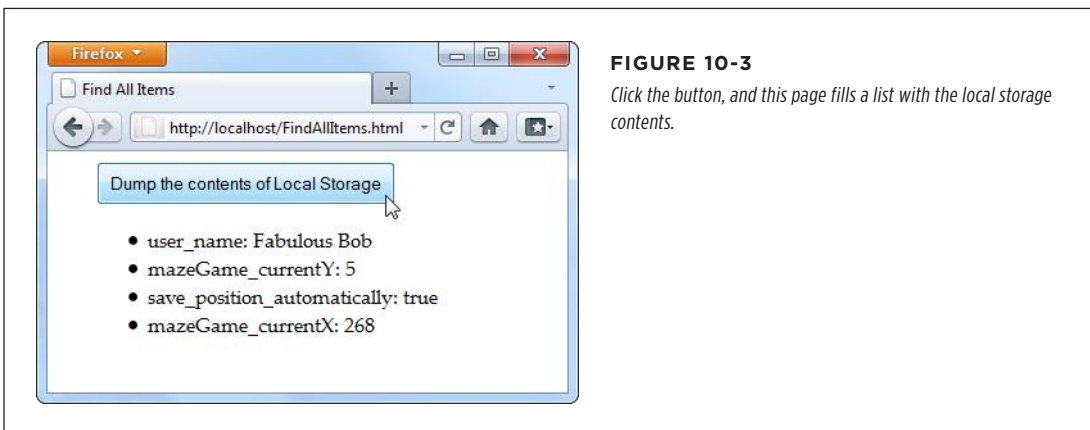 Firefox
Find All Items
http://localhost/FindAllItems.html
Dump the contents of Local Storage
• user_name: Fabulous Bob
• mazeGame_currentY: 5
• save_position_automatically: true
• mazeGame_currentX: 268
FIGURE 10-3
Click the button, and this page fills a list with the local storage
contents.